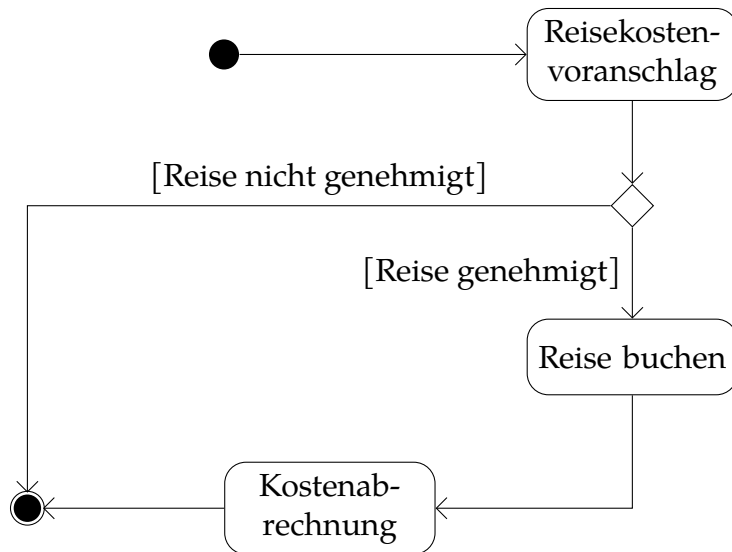 Reisekosten-
voranschlag
[Reise nicht genehmigt]
[Reise genehmigt]
Reise buchen
Kostenab-
rechnung